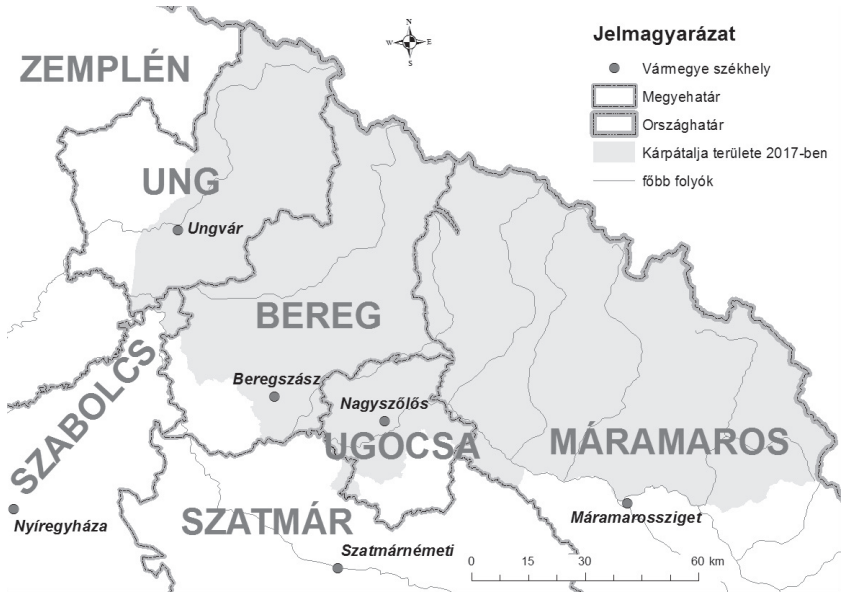 N
W E
S
Jelmagyarázat
Vármegye székhely
Megyehatár
Országhatár
Kárpátalja területe 2017-ben
főbb folyók
ZEMPLÉN
UNG
Ungvár
BEREG
SZABOLCS
Beregszász
Nagyszőlős
UGOCSA
MÁRAMAROS
Nyíregyháza
SZATMÁR
Máramarossziget
Szatmárnémeti
0 15 30 60 km